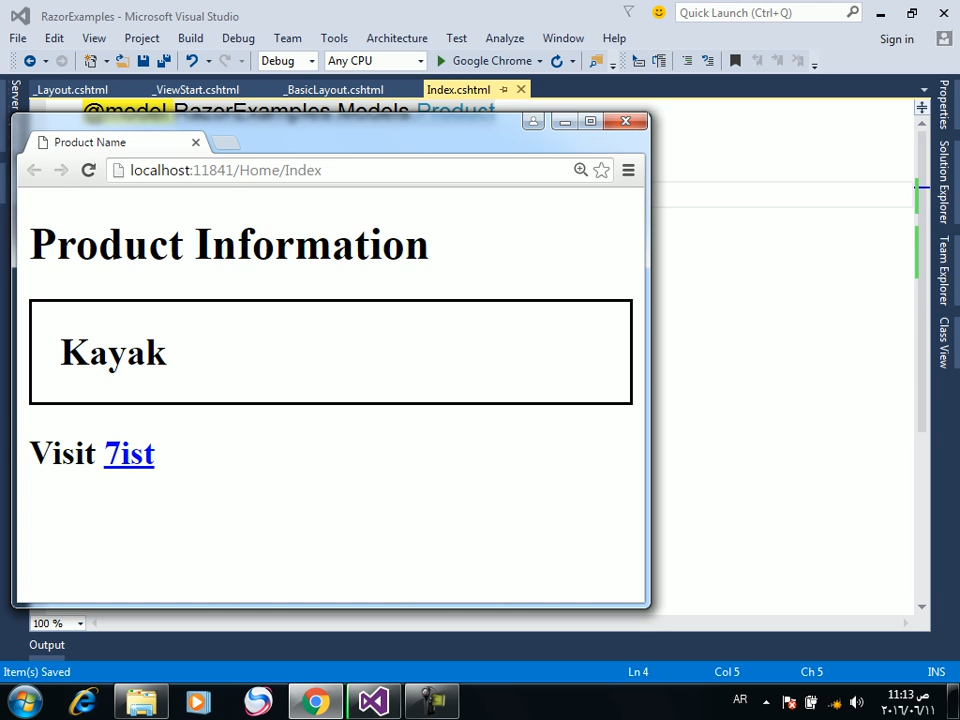 RazorExamples - Microsoft Visual Studio
Quick Launch (Ctrl+Q)
File Edit View Project Build Debug Team Tools Architecture Test Analyze Window Help Sign in
Debug Any CPU Google Chrome
_Layout.cshtml _ViewStart.cshtml _BasicLayout.cshtml Index.cshtml
@model RazorExamples.Models.Product
Product Name
localhost:11841/Home/Index
Product Information
Kayak
Visit 7ist
Properties
Solution Explorer
Team Explorer
Class View
100 %
Output
Item(s) Saved Ln 4 Col 5 Ch 5 INS
AR
11:13 ص
٢٠١٦/٠٦/١١